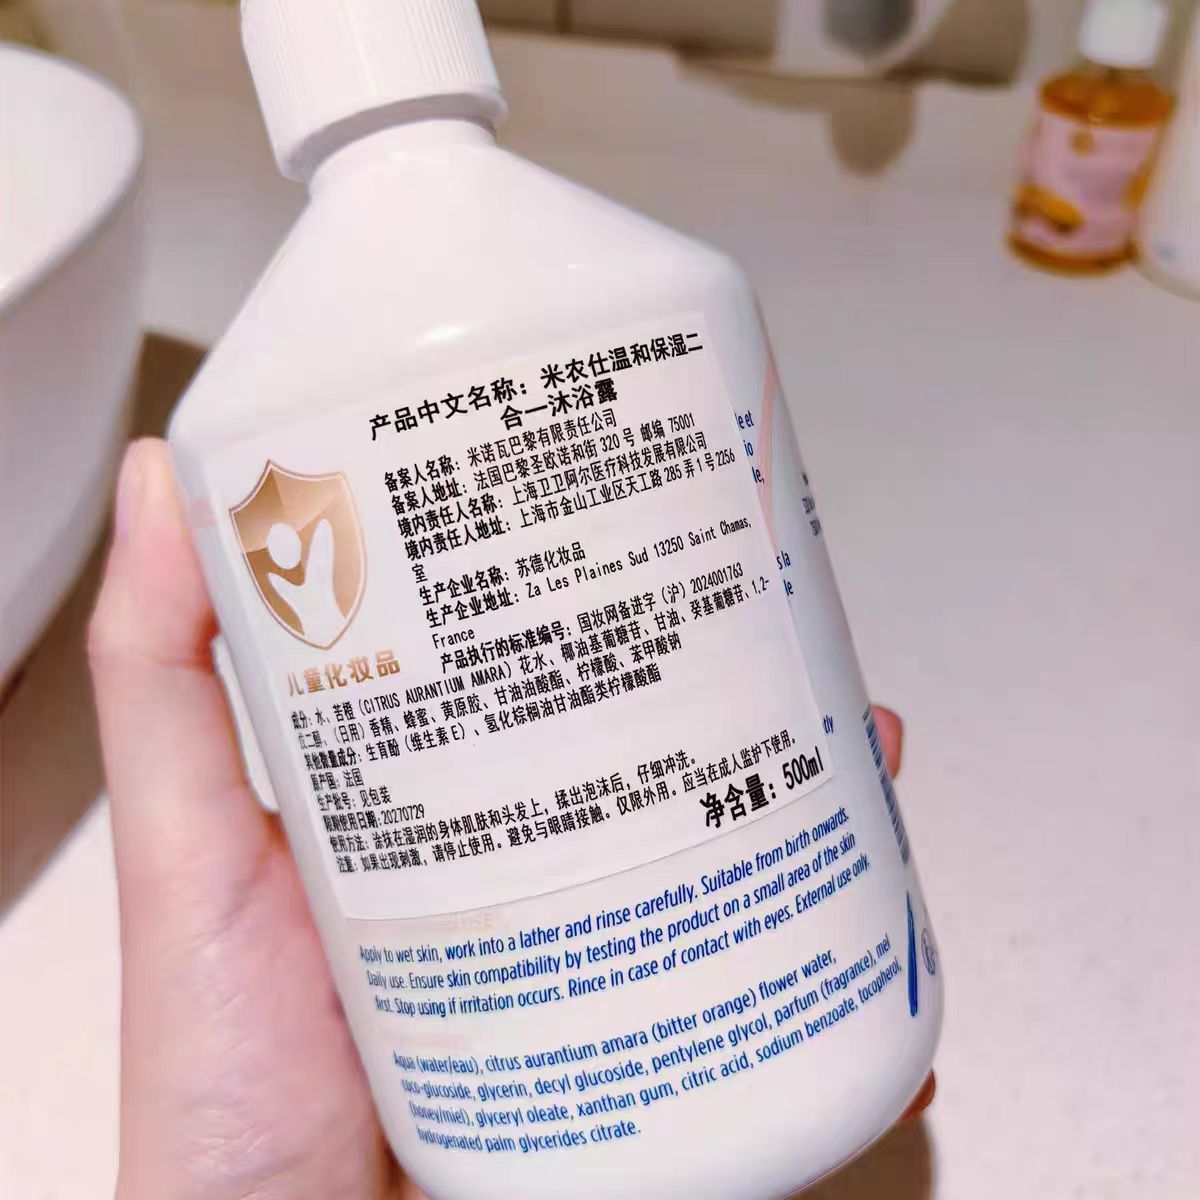 产品中文名称：米农仕温和保湿二
合一沐浴露
备案人名称：米诺瓦巴黎有限责任公司
备案人地址：法国巴黎圣欧诺和街 320 号 邮编 75001
境内责任人名称：上海卫卫阿尔医疗科技发展有限公司
境内责任人地址：上海市金山工业区天工路 285 弄 1 号 2256
室
生产企业名称：苏德化妆品
生产企业地址：Za Les Plaines Sud 13250 Saint Chamas,
France
产品执行的标准编号：国妆网备进字（沪）2024001763
儿童化妆品
成分：水、苦橙（CITRUS AURANTIUM AMARA）花水、椰油基葡糖苷、甘油、癸基葡糖苷、1,2-
戊二醇、（日用）香精、蜂蜜、黄原胶、甘油油酸酯、柠檬酸、苯甲酸钠
其他微量成分：生育酚（维生素 E）、氢化棕榈油甘油酯类柠檬酸酯
原产国：法国
生产批号：见包装
限期使用日期：20270729
使用方法：涂抹在湿润的身体肌肤和头发上，揉出泡沫后，仔细冲洗。
注意：如果出现刺激，请停止使用。避免与眼睛接触。仅限外用。应当在成人监护下使用。
净含量：500ml
Apply to wet skin, work into a lather and rinse carefully. Suitable from birth onwards.
Daily use. Ensure skin compatibility by testing the product on a small area of the skin
first. Stop using if irritation occurs. Rince in case of contact with eyes. External use only.
Aqua (water/eau), citrus aurantium amara (bitter orange) flower water,
coco-glucoside, glycerin, decyl glucoside, pentylene glycol, parfum (fragrance), mel
(honey/miel), glyceryl oleate, xanthan gum, citric acid, sodium benzoate, tocopherol,
hydrogenated palm glycerides citrate.